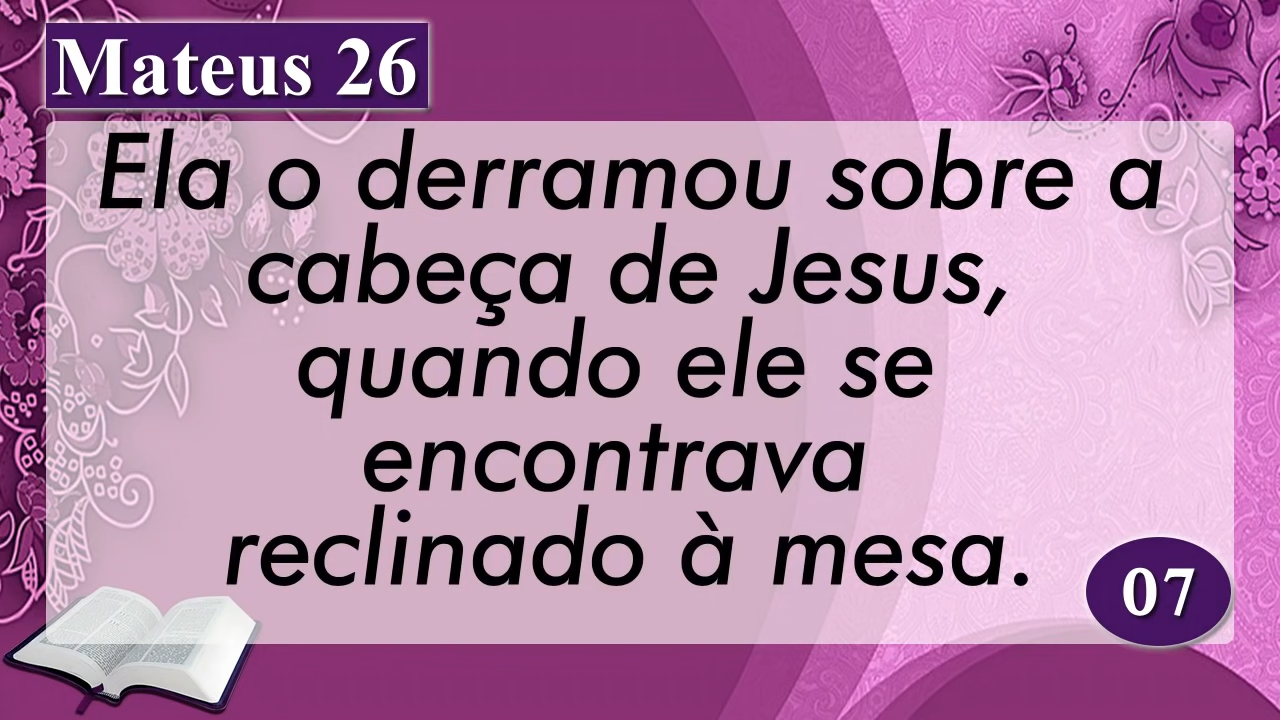 Mateus 26
Ela o derramou sobre a
cabeça de Jesus,
quando ele se
encontrava
reclinado à mesa.
07